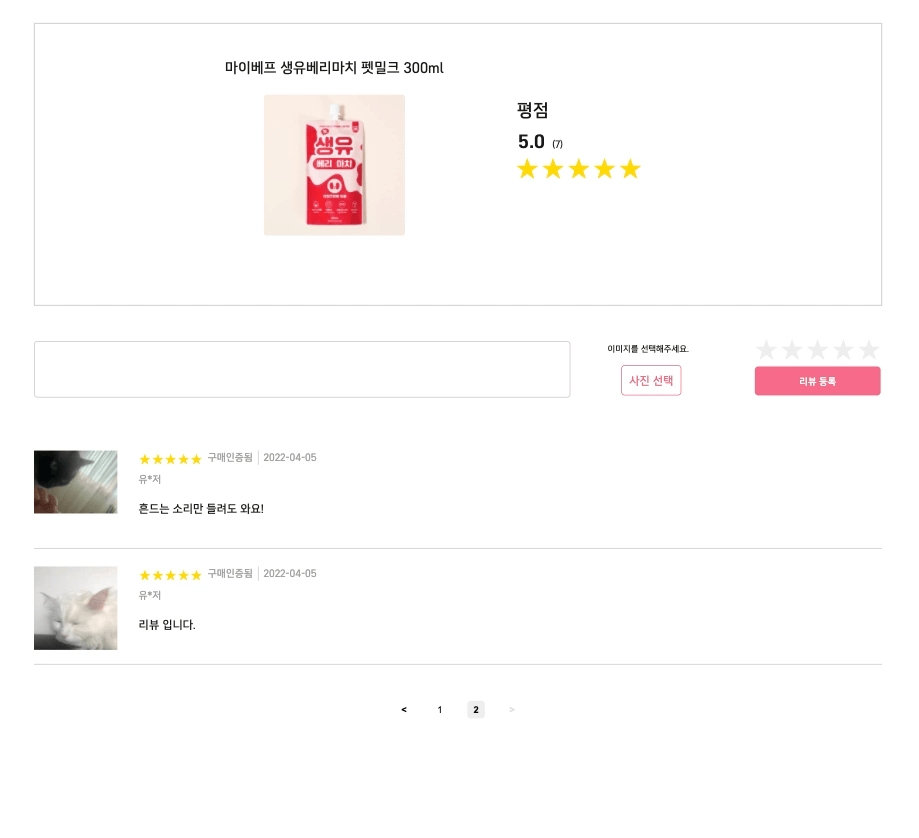 마이베프 생유베리마치 펫밀크 300ml
생유
베리 마치
평점
5.0 (7)
이미지를 선택해주세요.
사진 선택
리뷰 등록
구매인증됨 2022-04-05
유*저
흔드는 소리만 들려도 와요!
구매인증됨 2022-04-05
유*저
리뷰 입니다.
< 1 2 >